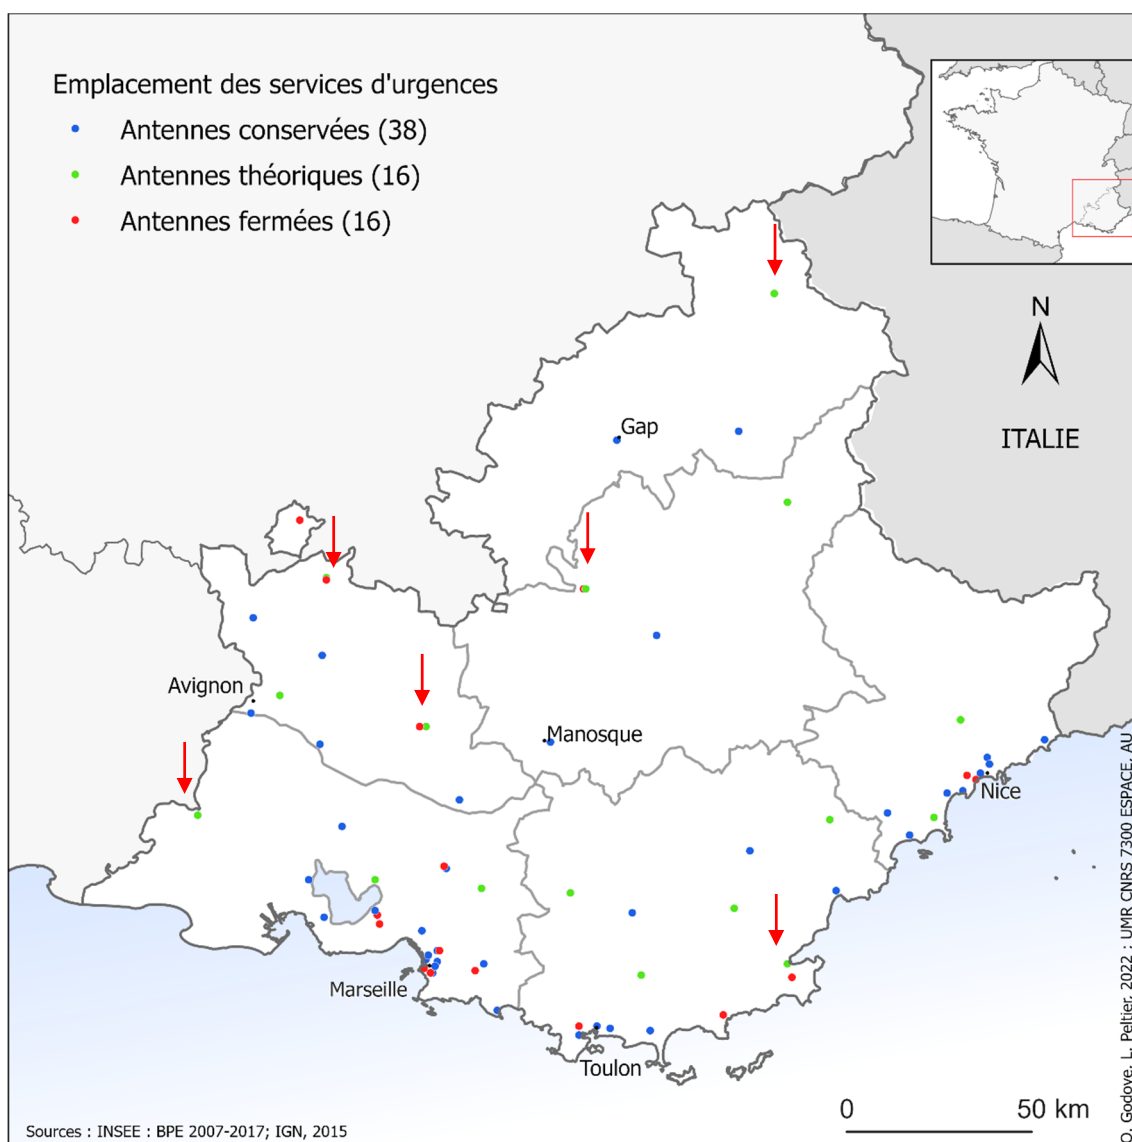 Emplacement des services d'urgences
Antennes conservées (38)
Antennes théoriques (16)
Antennes fermées (16)
N
ITALIE
Gap
Avignon
Manosque
Nice
Marseille
Toulon
0 50 km
Sources : INSEE : BPE 2007-2017; IGN, 2015
O. Godoye, L. Peltier, 2022 : UMR CNRS 7300 ESPACE, AU